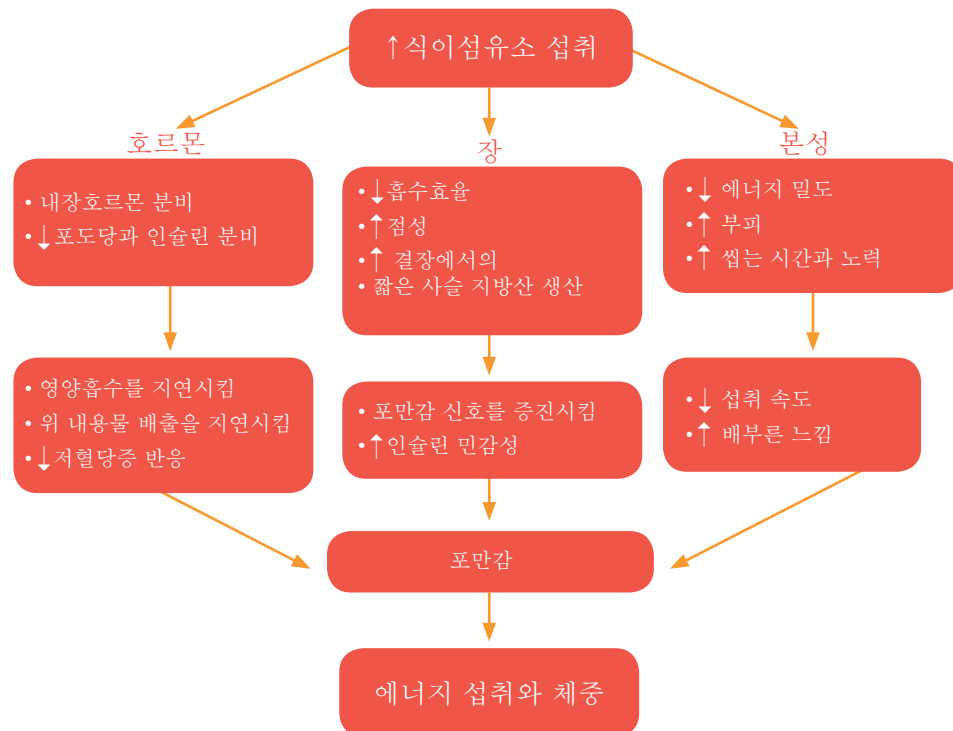 ↑식이섬유소 섭취
호르몬
장
본성
• 내장호르몬 분비
• ↓포도당과 인슐린 분비
• ↓흡수효율
• ↑점성
• ↑ 결장에서의
• 짧은 사슬 지방산 생산
• ↓ 에너지 밀도
• ↑ 부피
• ↑ 씹는 시간과 노력
• 영양흡수를 지연시킴
• 위 내용물 배출을 지연시킴
• ↓저혈당증 반응
• 포만감 신호를 증진시킴
• ↑인슐린 민감성
• ↓ 섭취 속도
• ↑ 배부른 느낌
포만감
에너지 섭취와 체중